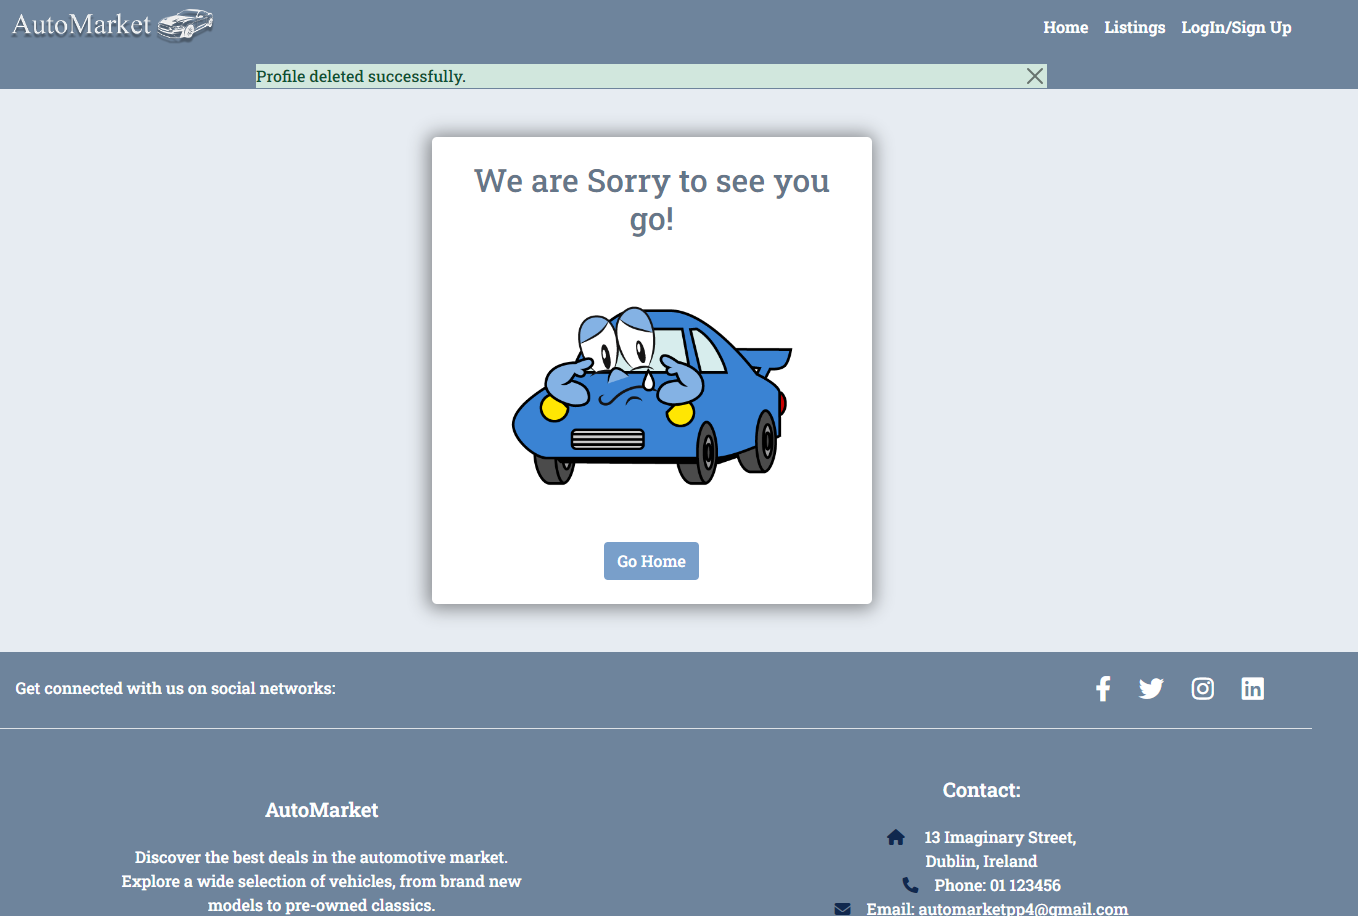 AutoMarket
Home Listings LogIn/Sign Up
Profile deleted successfully.
We are Sorry to see you
go!
Go Home
Get connected with us on social networks:
AutoMarket
Discover the best deals in the automotive market.
Explore a wide selection of vehicles, from brand new
models to pre-owned classics.
Contact:
13 Imaginary Street,
Dublin, Ireland
Phone: 01 123456
Email: automarketpp4@gmail.com